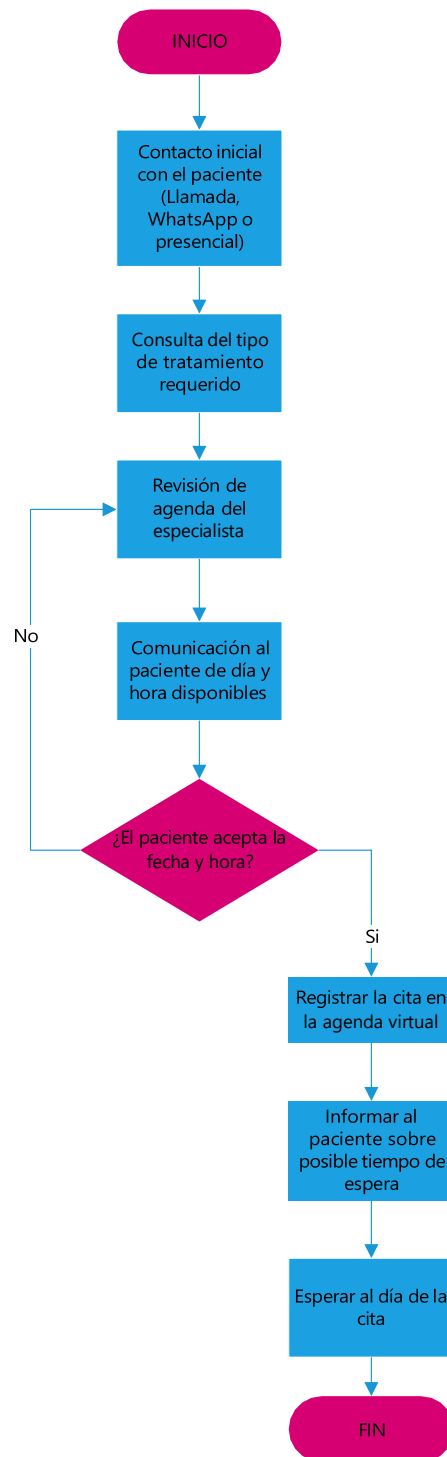 INICIO
Contacto inicial
con el paciente
(Llamada,
WhatsApp o
presencial)
Consulta del tipo
de tratamiento
requerido
Revisión de
agenda del
especialista
No
Comunicación al
paciente de día y
hora disponibles
¿El paciente acepta la
fecha y hora?
Si
Registrar la cita en
la agenda virtual
Informar al
paciente sobre
posible tiempo de
espera
Esperar al día de la
cita
FIN